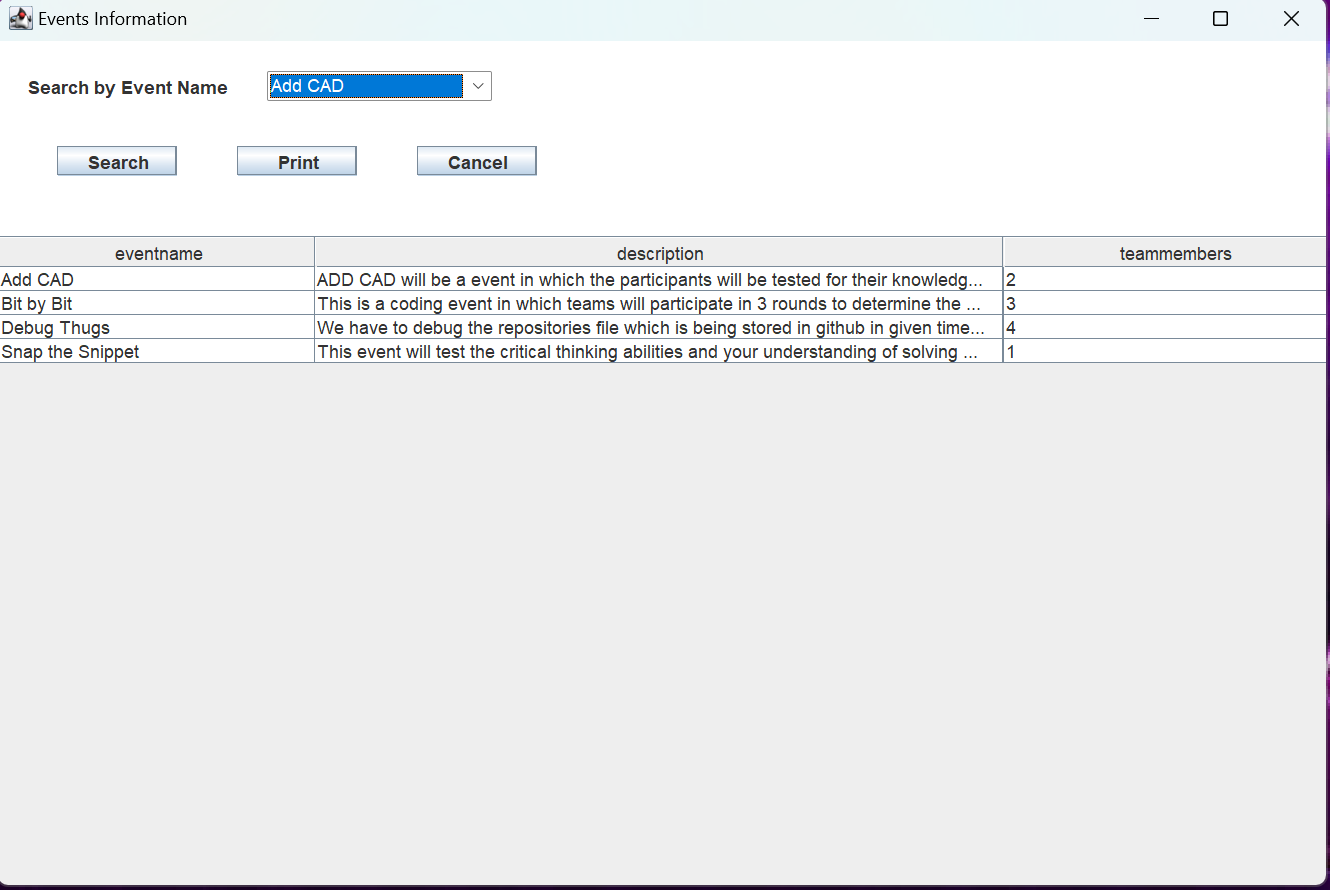 Events Information
Search by Event Name Add CAD
Search Print Cancel
eventname description teammembers
Add CAD ADD CAD will be a event in which the participants will be tested for their knowledg... 2
Bit by Bit This is a coding event in which teams will participate in 3 rounds to determine the ... 3
Debug Thugs We have to debug the repositories file which is being stored in github in given time... 4
Snap the Snippet This event will test the critical thinking abilities and your understanding of solving ... 1